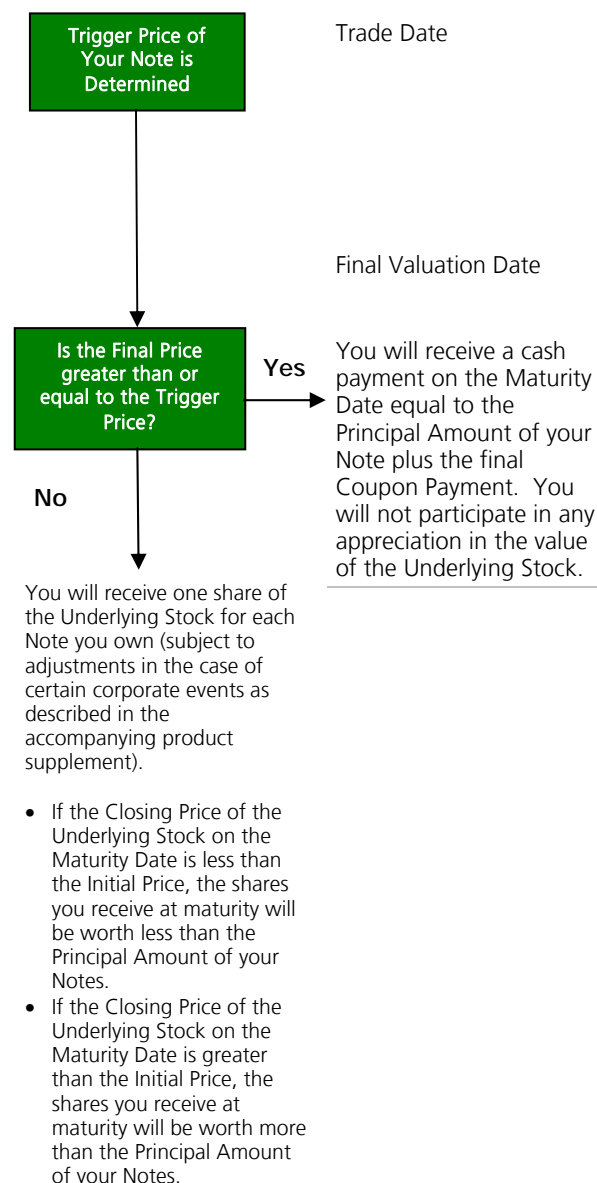 Trigger Price of
Your Note is
Determined
Trade Date
Final Valuation Date
Is the Final Price
greater than or
equal to the Trigger
Price?
Yes
You will receive a cash
payment on the Maturity
Date equal to the
Principal Amount of your
Note plus the final
Coupon Payment.  You
will not participate in any
appreciation in the value
of the Underlying Stock.
No
You will receive one share of
the Underlying Stock for each
Note you own (subject to
adjustments in the case of
certain corporate events as
described in the
accompanying product
supplement).
• If the Closing Price of the
Underlying Stock on the
Maturity Date is less than
the Initial Price, the shares
you receive at maturity will
be worth less than the
Principal Amount of your
Notes.
• If the Closing Price of the
Underlying Stock on the
Maturity Date is greater
than the Initial Price, the
shares you receive at
maturity will be worth more
than the Principal Amount
of your Notes.